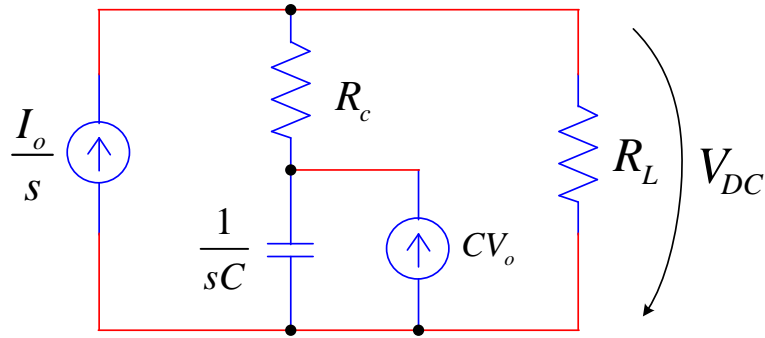 I_o/s
R_c
1/sC
CV_o
R_L
V_DC